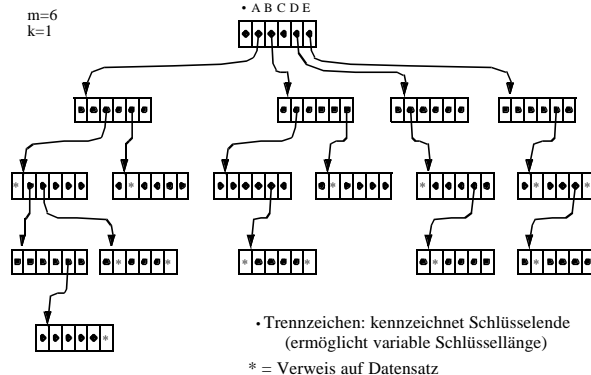 m=6
k=1
• A B C D E
• Trennzeichen: kennzeichnet Schlüsselende
(ermöglicht variable Schlüssellänge)
* = Verweis auf Datensatz